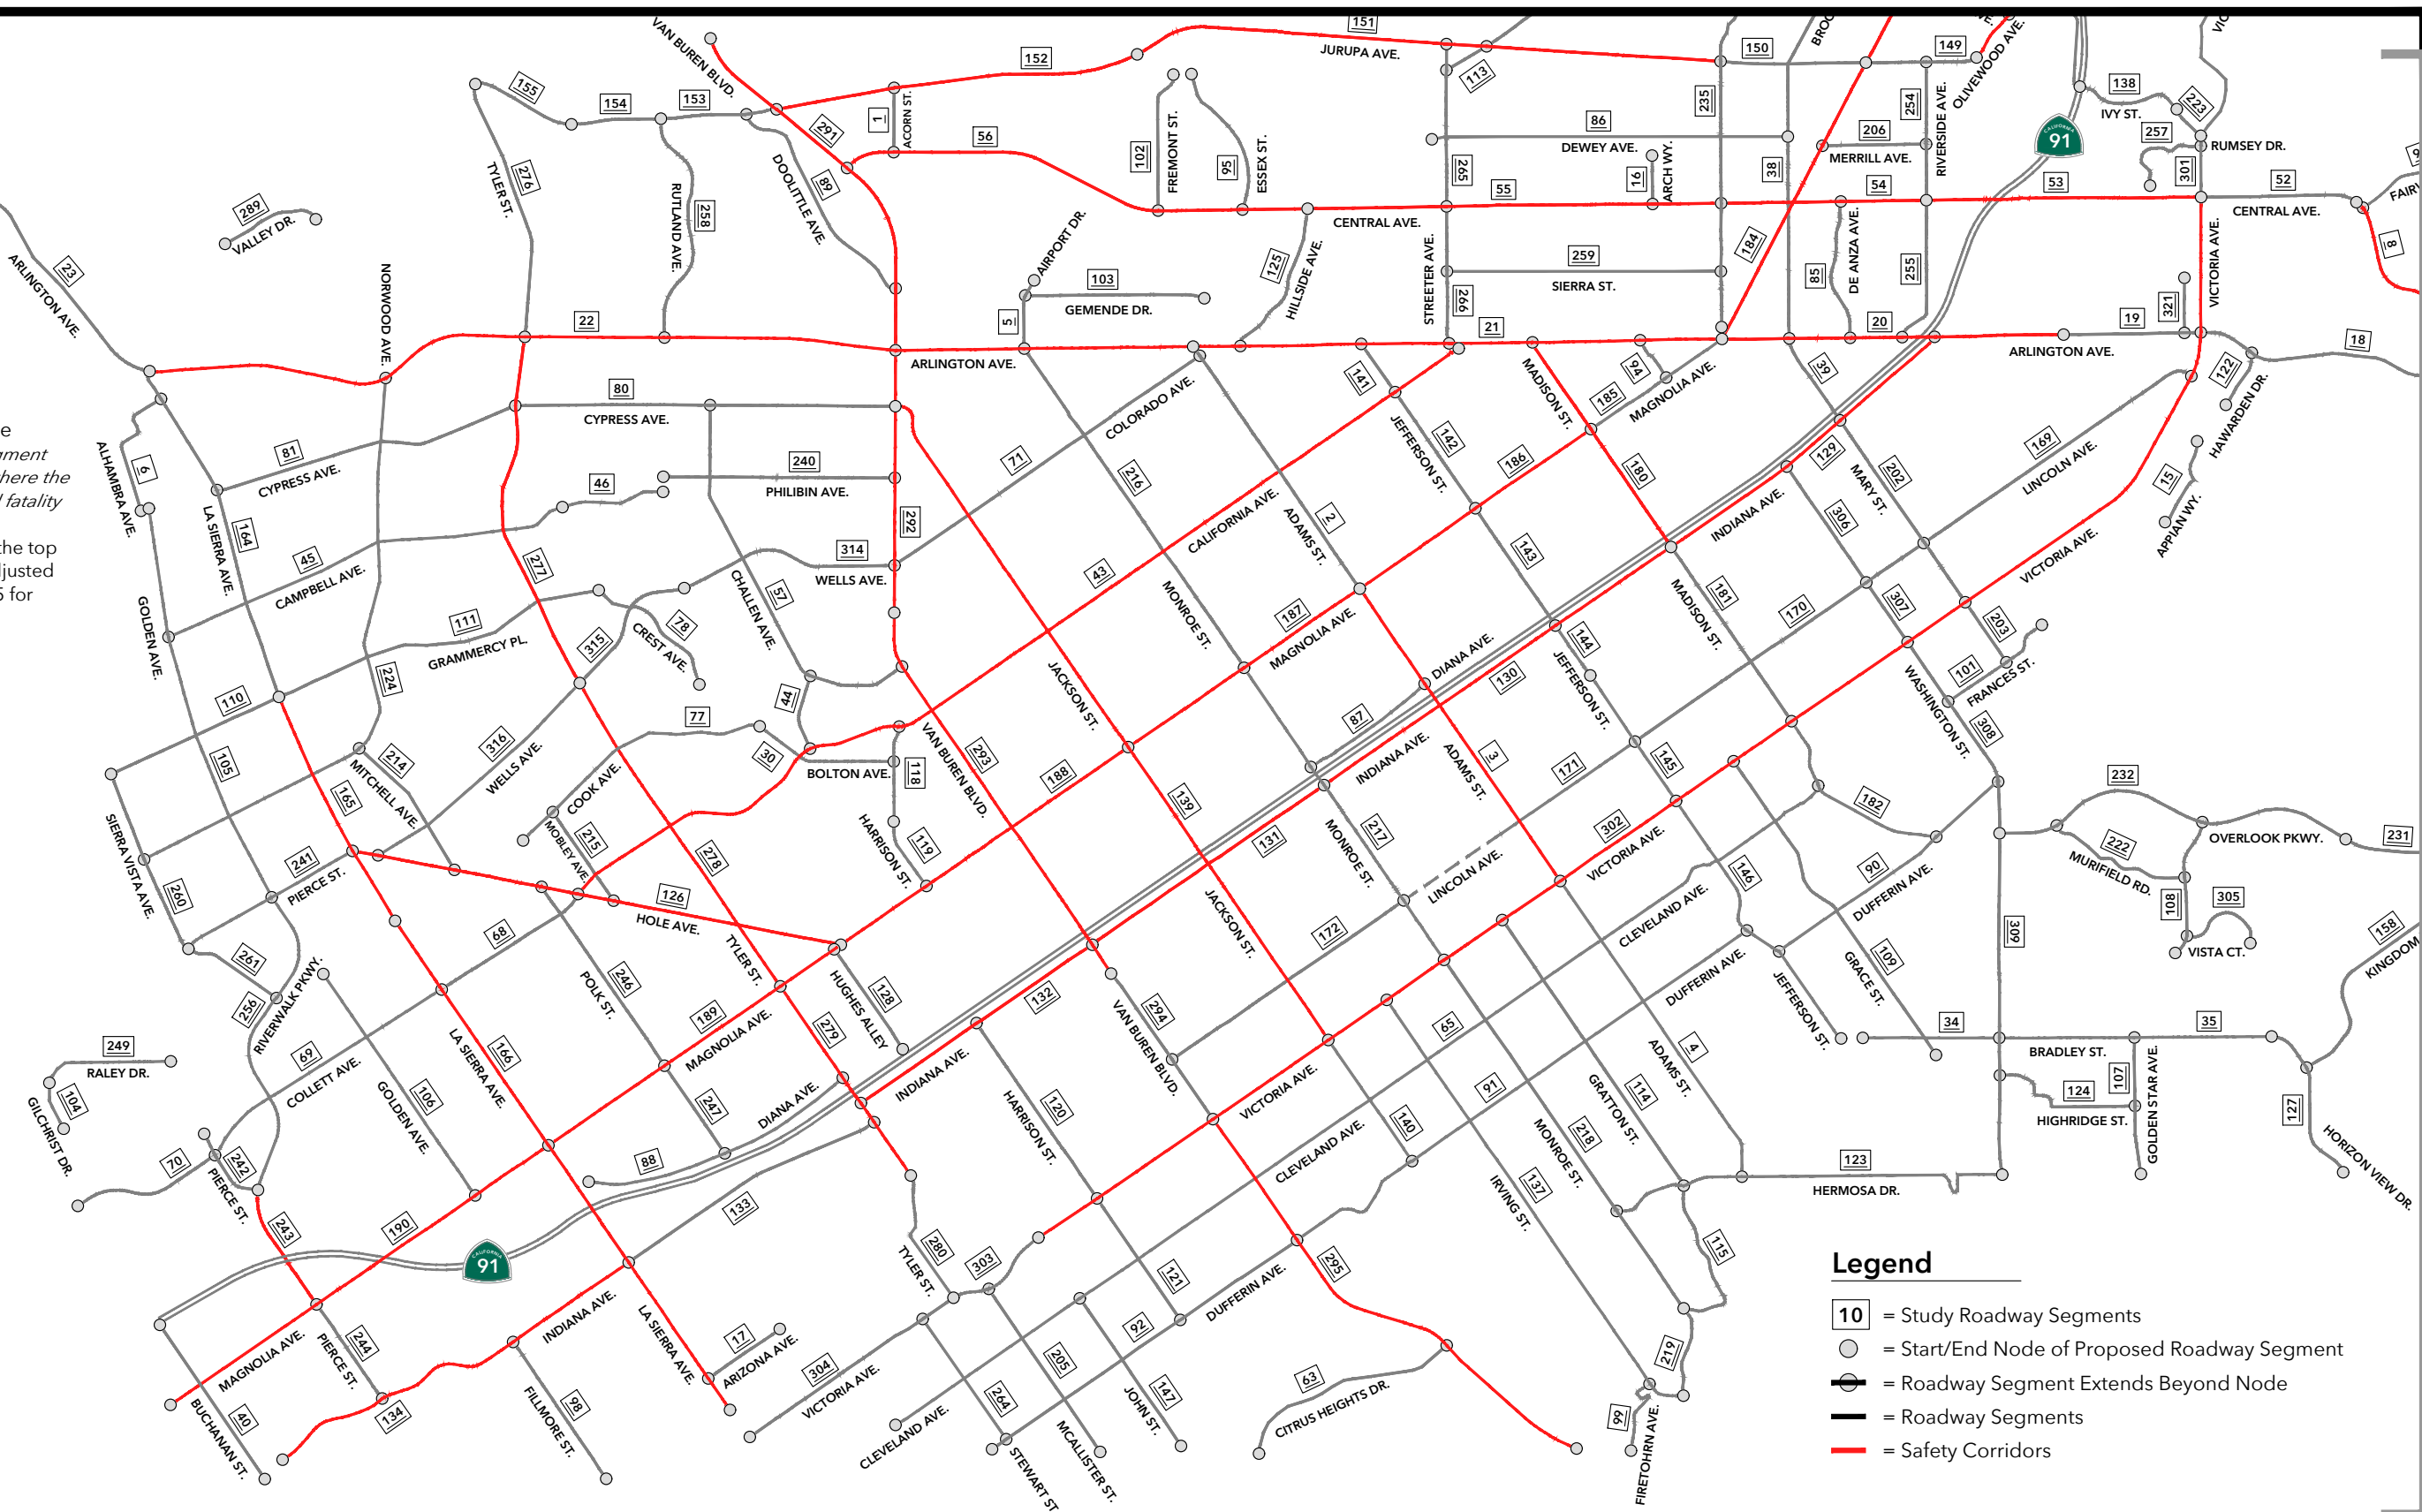 VAN BUREN BLVD.
151
JURUPA AVE.
152
150
149
OLIVEWOOD AVE.
113
155
154
153
291
1
ACORN ST.
56
102
FREMONT ST.
95
ESSEX ST.
235
254
RIVERSIDE AVE.
138
223
IVY ST.
CALIFORNIA
91
257
RUMSEY DR.
301
86
DEWEY AVE.
206
MERRILL AVE.
265
16
ARCH WY.
38
55
54
53
52
CENTRAL AVE.
CENTRAL AVE.
8
TYLER ST.
276
RUTLAND AVE.
258
DOOLITTLE AVE.
89
289
VALLEY DR.
23
ARLINGTON AVE.
NORWOOD AVE.
AIRPORT DR.
103
GEMENDE DR.
5
125
HILLSIDE AVE.
STREETER AVE.
266
259
SIERRA ST.
184
85
DE ANZA AVE.
255
VICTORIA AVE.
321
22
ARLINGTON AVE.
21
20
19
ARLINGTON AVE.
18
122
HAWARDEN DR.
80
CYPRESS AVE.
81
CYPRESS AVE.
e
gment
here the
d fatality
the top
djusted
5 for
ALHAMBRA AVE.
6
LA SIERRA AVE.
164
46
240
PHILIBIN AVE.
292
71
COLORADO AVE.
216
141
JEFFERSON ST.
142
MADISON ST.
94
185
MAGNOLIA AVE.
39
186
180
129
MARY ST.
202
169
LINCOLN AVE.
15
APPIAN WY.
45
CAMPBELL AVE.
GOLDEN AVE.
277
314
WELLS AVE.
CHALLEN AVE.
57
43
CALIFORNIA AVE.
ADAMS ST.
2
143
INDIANA AVE.
306
VICTORIA AVE.
111
GRAMMERCY PL.
315
CREST AVE.
78
MONROE ST.
187
MAGNOLIA AVE.
MADISON ST.
181
170
307
203
101
FRANCES ST.
WASHINGTON ST.
308
110
224
44
JACKSON ST.
DIANA AVE.
87
130
144
JEFFERSON ST.
105
214
MITCHELL AVE.
316
WELLS AVE.
77
30
BOLTON AVE.
118
VAN BUREN BLVD.
293
188
INDIANA AVE.
ADAMS ST.
3
171
145
165
COOK AVE.
MOBLEY AVE.
215
HARRISON ST.
119
139
131
MONROE ST.
217
302
VICTORIA AVE.
182
232
OVERLOOK PKWY.
231
222
MURIFIELD RD.
SIERRA VISTA AVE.
260
241
PIERCE ST.
278
126
HOLE AVE.
LINCOLN AVE.
146
90
DUFFERIN AVE.
108
305
VISTA CT.
158
KINGDOM
68
POLK ST.
246
TYLER ST.
JACKSON ST.
172
CLEVELAND AVE.
309
261
256
RIVERWALK PKWY.
189
MAGNOLIA AVE.
279
HUGHES ALLEY
128
132
VAN BUREN BLVD.
294
DUFFERIN AVE.
JEFFERSON ST.
GRACE ST.
109
249
RALEY DR.
104
GILCHRIST DR.
69
COLLETT AVE.
GOLDEN AVE.
106
LA SIERRA AVE.
166
247
DIANA AVE.
INDIANA AVE.
HARRISON ST.
120
VICTORIA AVE.
65
91
ADAMS ST.
4
GRATTON ST.
114
34
BRADLEY ST.
35
107
GOLDEN STAR AVE.
124
HIGHRIDGE ST.
127
HORIZON VIEW DR.
70
242
PIERCE ST.
88
133
CLEVELAND AVE.
140
IRVING ST.
137
MONROE ST.
218
123
HERMOSA DR.
243
190
CALIFORNIA
91
TYLER ST.
280
303
121
DUFFERIN AVE.
295
115
MAGNOLIA AVE.
PIERCE ST.
244
INDIANA AVE.
LA SIERRA AVE.
17
ARIZONA AVE.
304
VICTORIA AVE.
205
92
147
JOHN ST.
63
CITRUS HEIGHTS DR.
219
99
FIRETOHRN AVE.
BUCHANAN ST.
40
134
FILLMORE ST.
98
CLEVELAND AVE.
264
STEWART ST
MCALLISTER ST.
Legend
10 = Study Roadway Segments
= Start/End Node of Proposed Roadway Segment
= Roadway Segment Extends Beyond Node
= Roadway Segments
= Safety Corridors